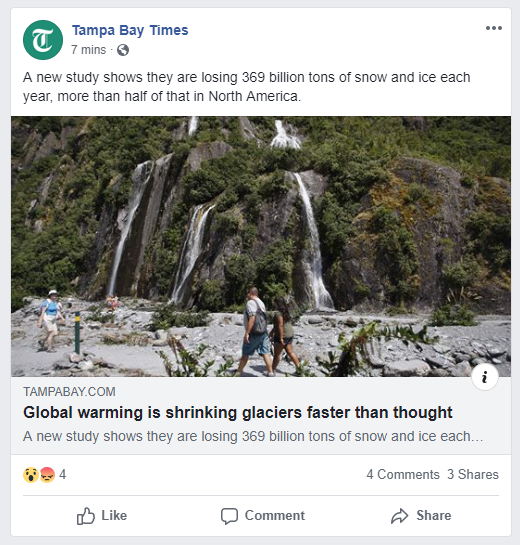 Tampa Bay Times
7 mins ·
A new study shows they are losing 369 billion tons of snow and ice each
year, more than half of that in North America.
TAMPABAY.COM
Global warming is shrinking glaciers faster than thought
A new study shows they are losing 369 billion tons of snow and ice each…
4
4 Comments 3 Shares
Like
Comment
Share